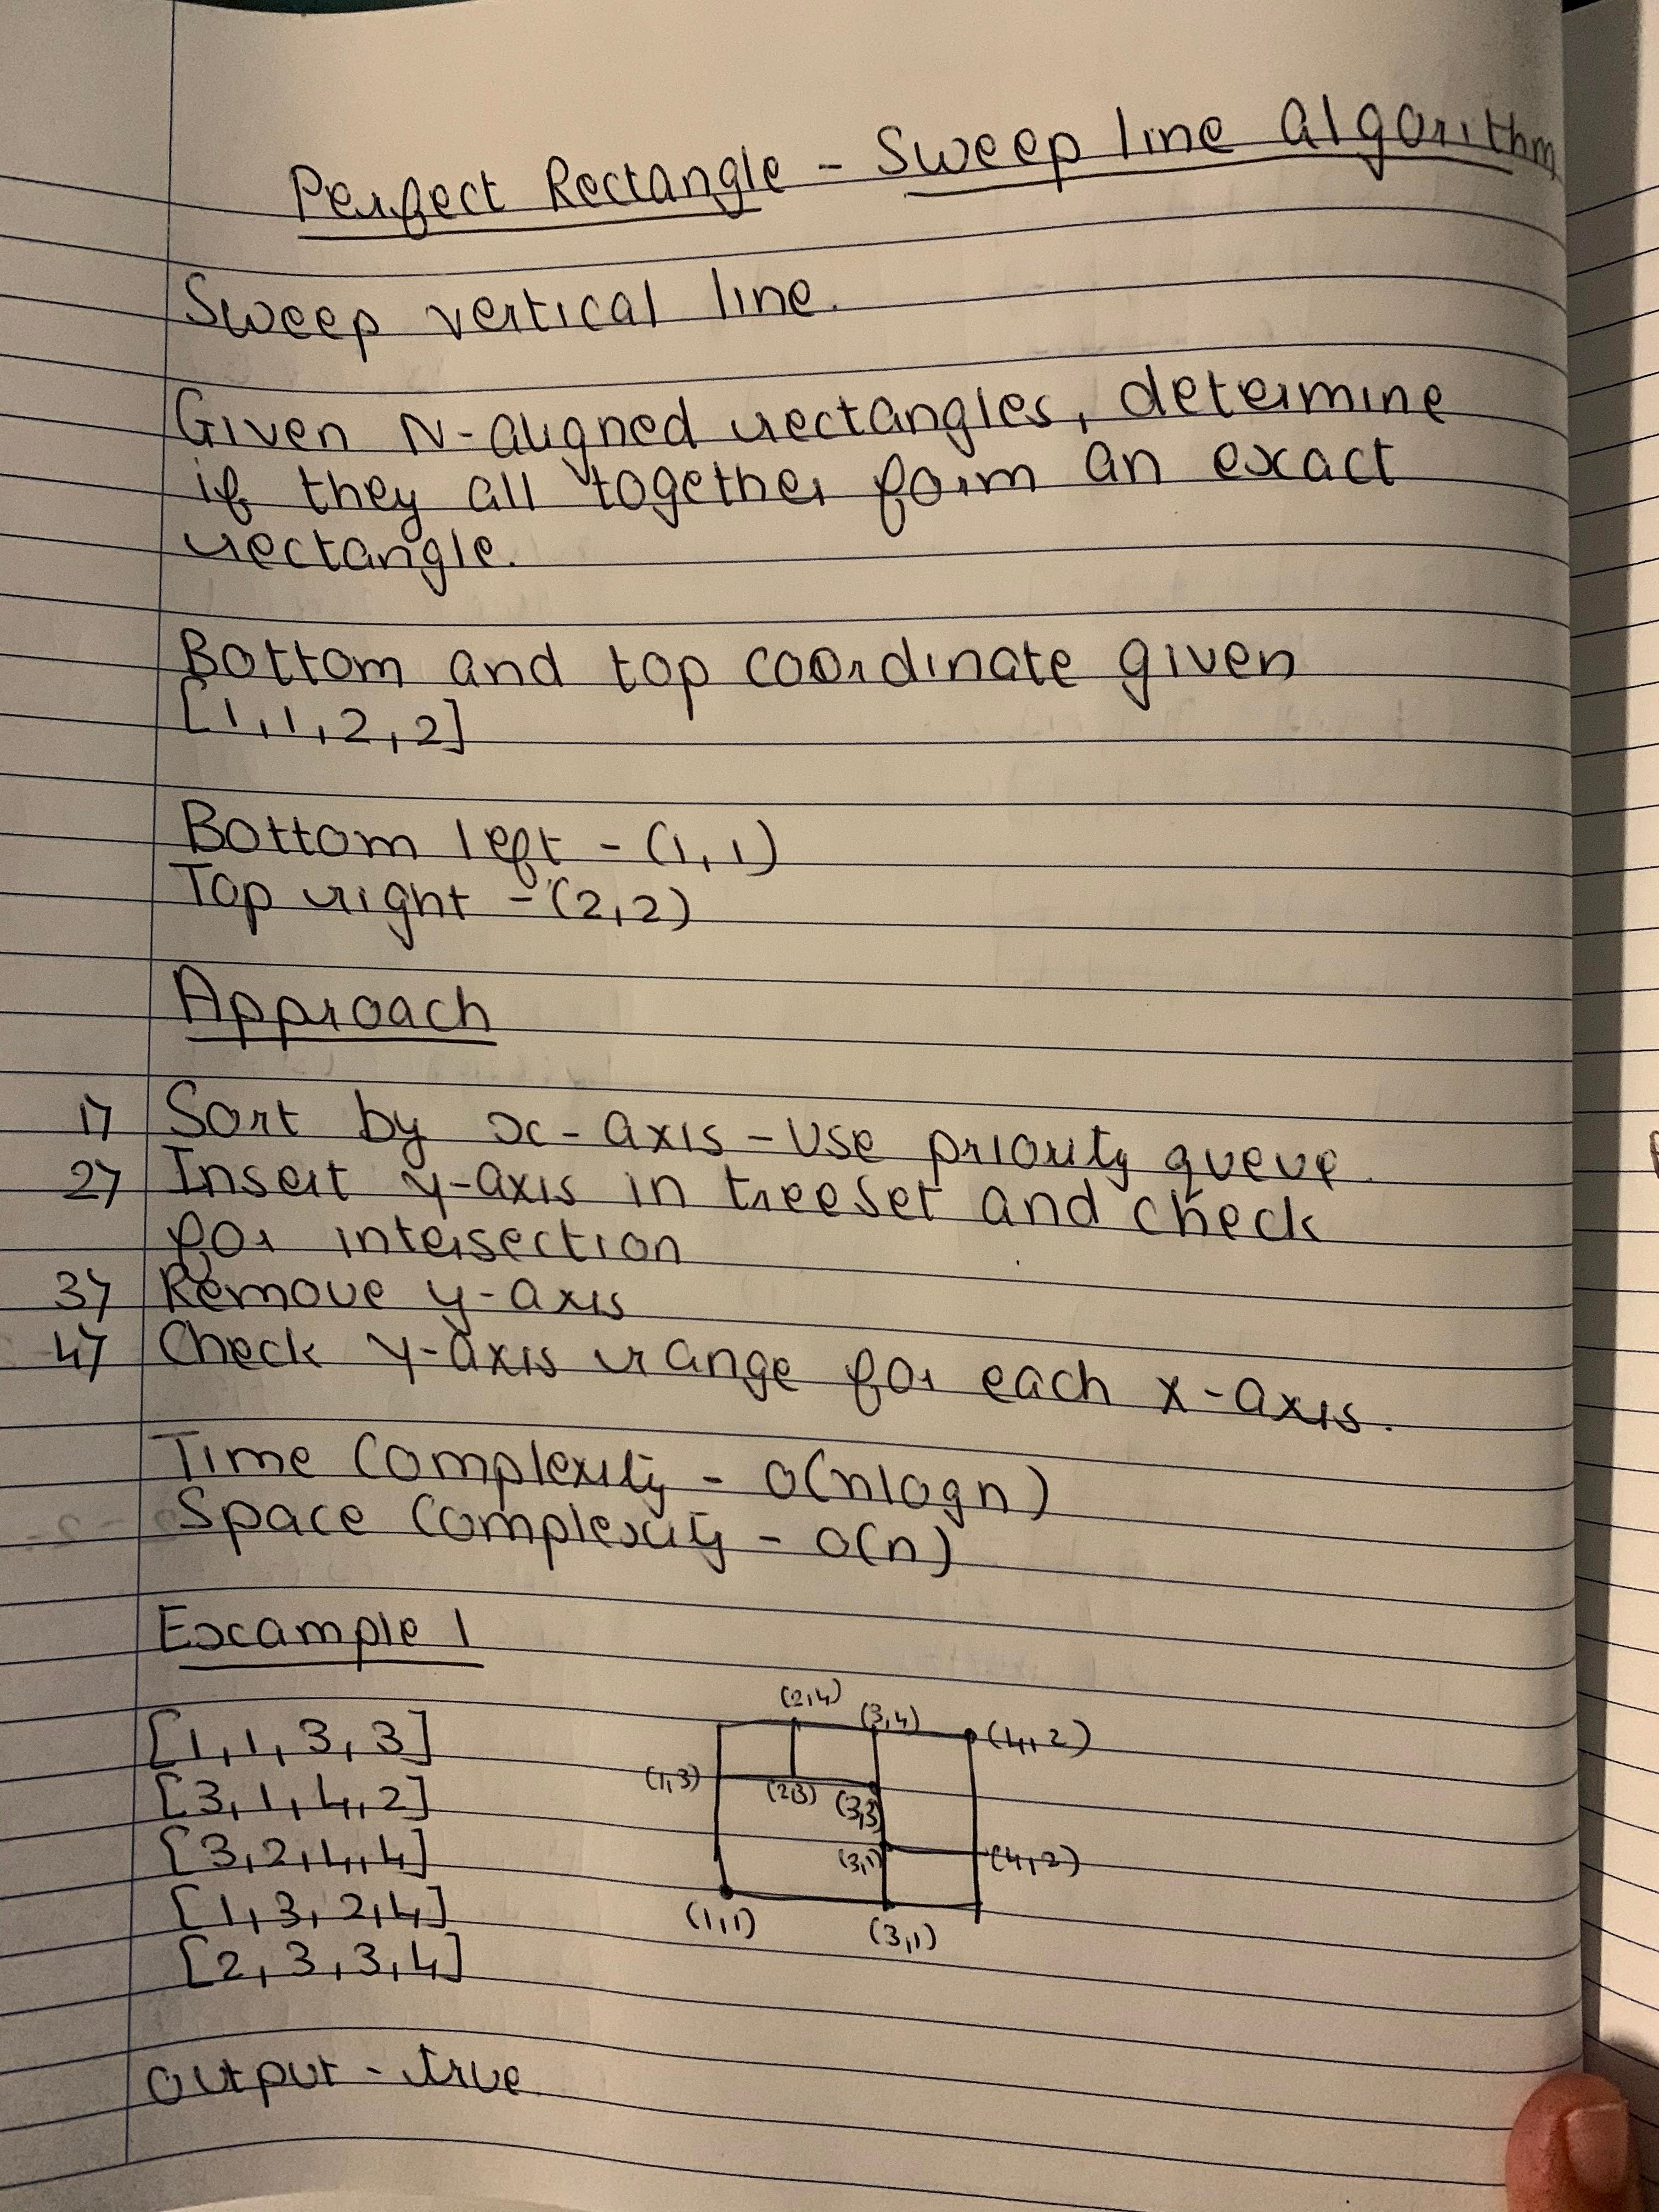 Perfect Rectangle - Sweep line Algorithm
Sweep vertical line.
Given N-aligned rectangles, determine
if they all together form an exact
rectangle.
Bottom and top coordinate given
[1,1,2,2]
Bottom left - (1,1)
Top right - (2,2)
Approach
1) Sort by x-axis - Use priority queue.
2) Insert y-axis in treeset and check
for intersection
3) Remove y-axis
4) Check y-axis range for each x-axis.
Time Complexity - O(nlogn)
Space Complexity - O(n)
Example 1
[1,1,3,3]
[3,1,4,2]
[3,2,4,4]
[1,3,2,4]
[2,3,3,4]
(2,4)
(3,4)
(4,2)
(1,3)
(2,3)
(3,3)
(3,1)
(4,2)
(1,1)
(3,1)
output - true.